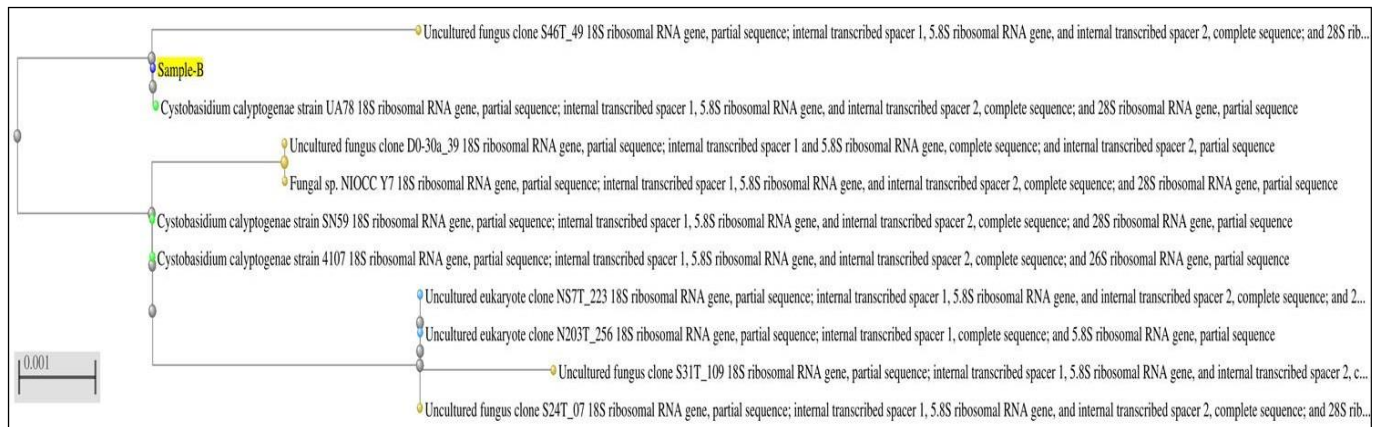 Uncultured fungus clone S46T_49 18S ribosomal RNA gene, partial sequence; internal transcribed spacer 1, 5.8S ribosomal RNA gene, and internal transcribed spacer 2, complete sequence; and 28S rib...
Sample-B
Cystobasidium calyptogenae strain UA78 18S ribosomal RNA gene, partial sequence; internal transcribed spacer 1, 5.8S ribosomal RNA gene, and internal transcribed spacer 2, complete sequence; and 28S ribosomal RNA gene, partial sequence
Uncultured fungus clone D0-30a_39 18S ribosomal RNA gene, partial sequence; internal transcribed spacer 1 and 5.8S ribosomal RNA gene, complete sequence; and internal transcribed spacer 2, partial sequence
Fungal sp. NIOCC Y7 18S ribosomal RNA gene, partial sequence; internal transcribed spacer 1, 5.8S ribosomal RNA gene, and internal transcribed spacer 2, complete sequence; and 28S ribosomal RNA gene, partial sequence
Cystobasidium calyptogenae strain SN59 18S ribosomal RNA gene, partial sequence; internal transcribed spacer 1, 5.8S ribosomal RNA gene, and internal transcribed spacer 2, complete sequence; and 28S ribosomal RNA gene, partial sequence
Cystobasidium calyptogenae strain 4107 18S ribosomal RNA gene, partial sequence; internal transcribed spacer 1, 5.8S ribosomal RNA gene, and internal transcribed spacer 2, complete sequence; and 26S ribosomal RNA gene, partial sequence
Uncultured eukaryote clone NS7T_223 18S ribosomal RNA gene, partial sequence; internal transcribed spacer 1, 5.8S ribosomal RNA gene, and internal transcribed spacer 2, complete sequence; and 2...
Uncultured eukaryote clone N203T_256 18S ribosomal RNA gene, partial sequence; internal transcribed spacer 1, complete sequence; and 5.8S ribosomal RNA gene, partial sequence
0.001
Uncultured fungus clone S31T_109 18S ribosomal RNA gene, partial sequence; internal transcribed spacer 1, 5.8S ribosomal RNA gene, and internal transcribed spacer 2, c...
Uncultured fungus clone S24T_07 18S ribosomal RNA gene, partial sequence; internal transcribed spacer 1, 5.8S ribosomal RNA gene, and internal transcribed spacer 2, complete sequence; and 28S rib...